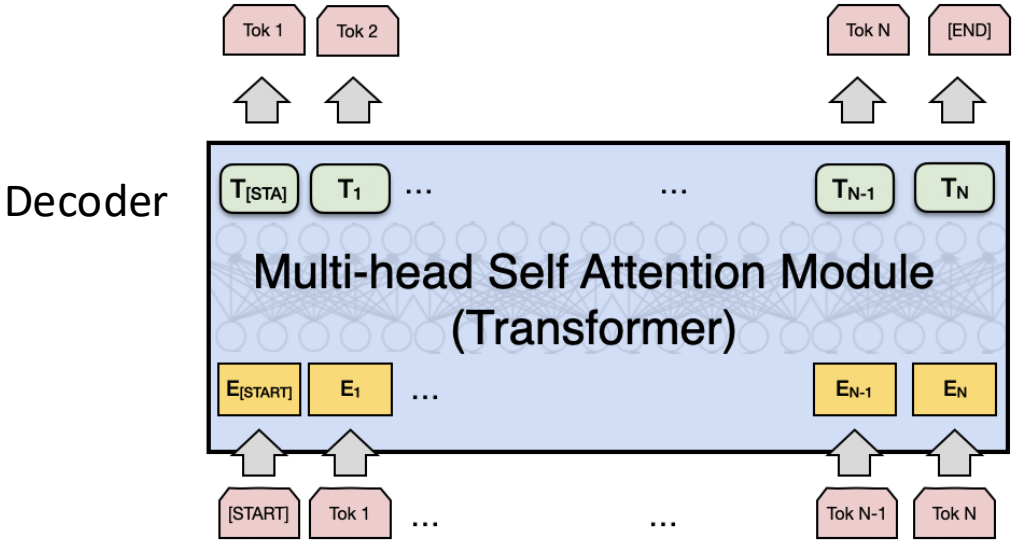 Tok 1 Tok 2 Tok N [END]
Decoder
T[STA] T1 ... ... TN-1 TN
Multi-head Self Attention Module
(Transformer)
E[START] E1 ... EN-1 EN
[START] Tok 1 ... ... Tok N-1 Tok N